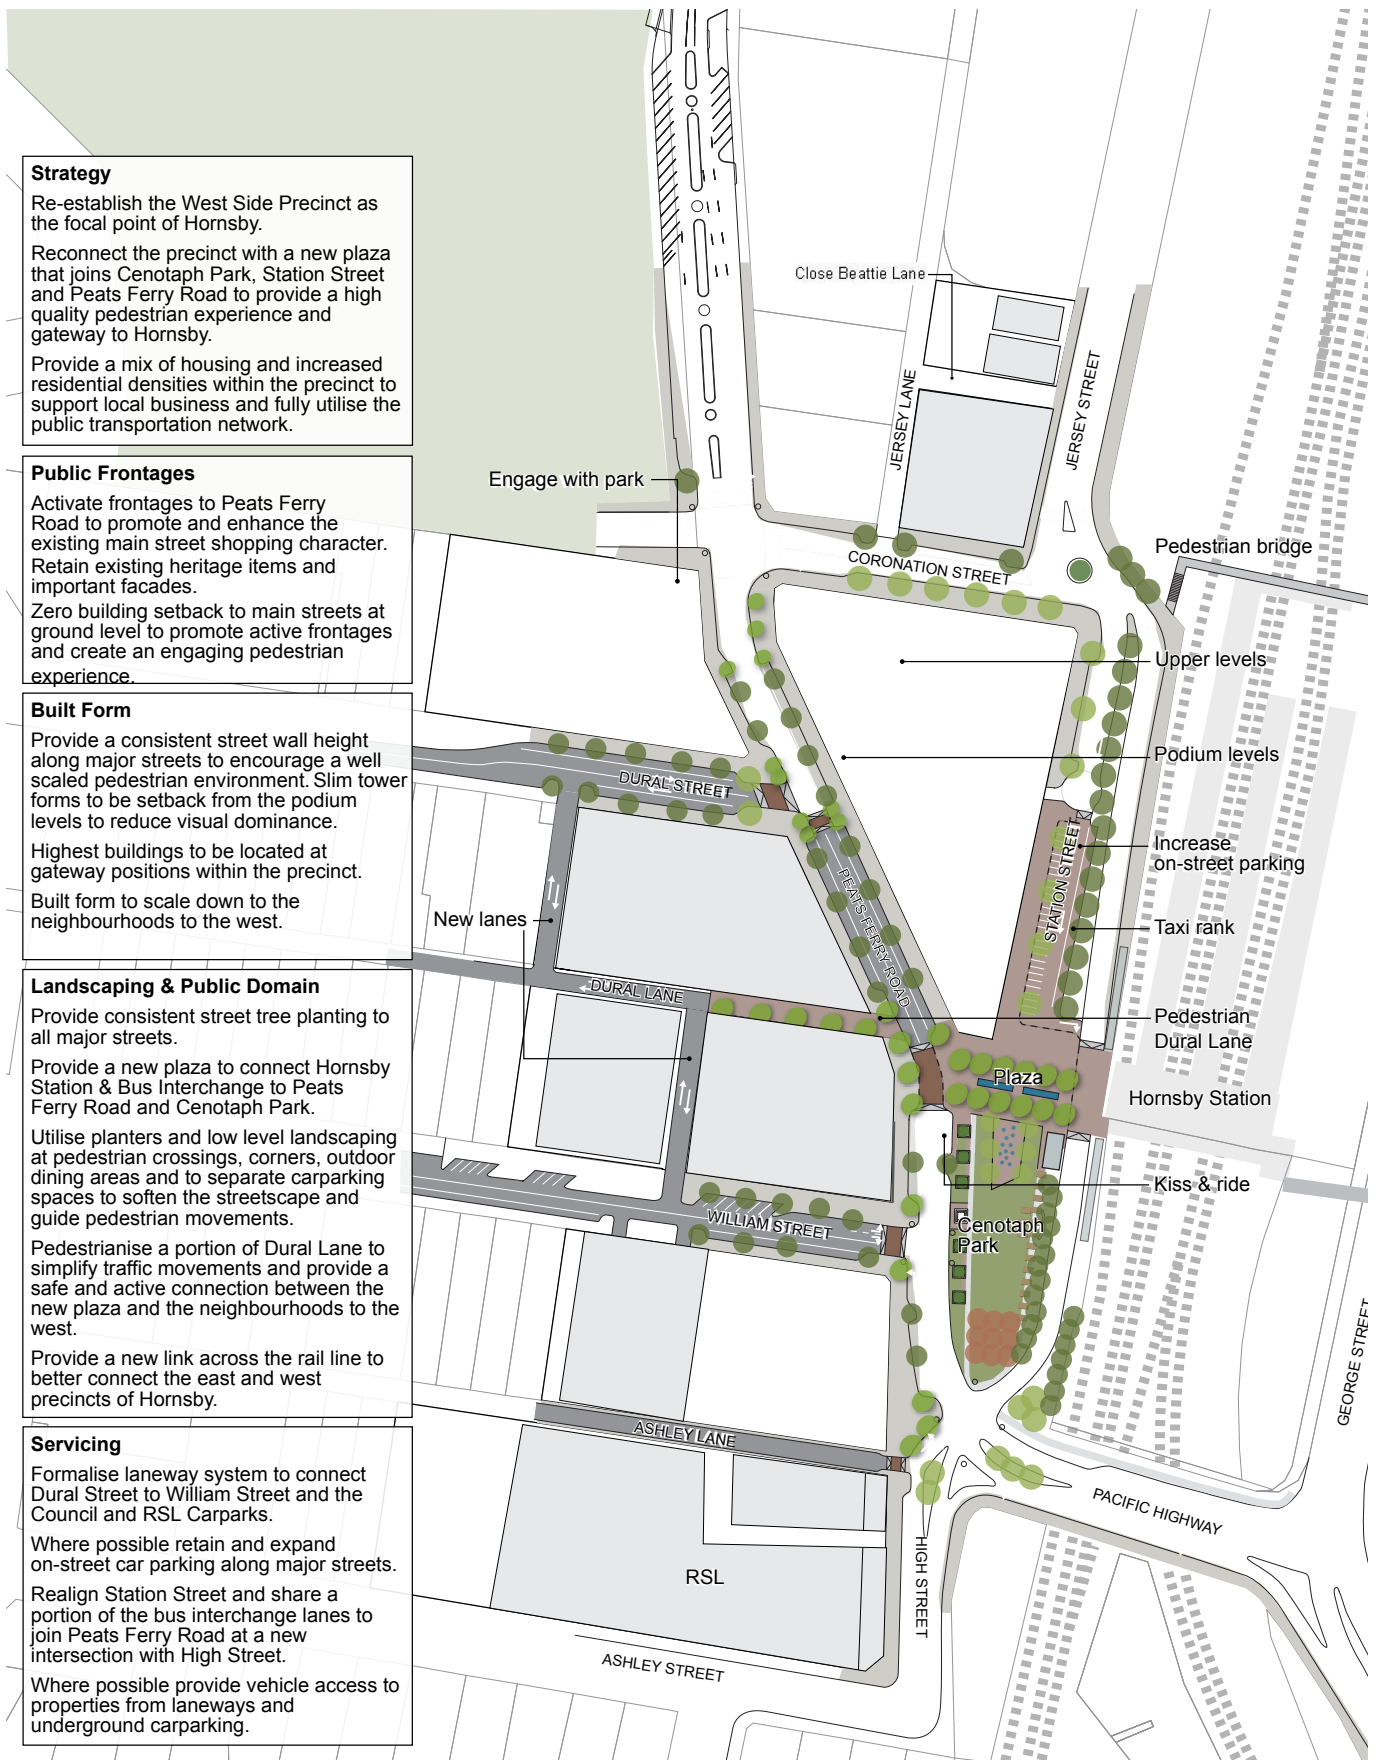 Strategy
Re-establish the West Side Precinct as
the focal point of Hornsby.
Reconnect the precinct with a new plaza
that joins Cenotaph Park, Station Street
and Peats Ferry Road to provide a high
quality pedestrian experience and
gateway to Hornsby.
Provide a mix of housing and increased
residential densities within the precinct to
support local business and fully utilise the
public transportation network.
Public Frontages
Activate frontages to Peats Ferry
Road to promote and enhance the
existing main street shopping character.
Retain existing heritage items and
important facades.
Zero building setback to main streets at
ground level to promote active frontages
and create an engaging pedestrian
experience.
Built Form
Provide a consistent street wall height
along major streets to encourage a well
scaled pedestrian environment. Slim tower
forms to be setback from the podium
levels to reduce visual dominance.
Highest buildings to be located at
gateway positions within the precinct.
Built form to scale down to the
neighbourhoods to the west.
Landscaping & Public Domain
Provide consistent street tree planting to
all major streets.
Provide a new plaza to connect Hornsby
Station & Bus Interchange to Peats
Ferry Road and Cenotaph Park.
Utilise planters and low level landscaping
at pedestrian crossings, corners, outdoor
dining areas and to separate carparking
spaces to soften the streetscape and
guide pedestrian movements.
Pedestrianise a portion of Dural Lane to
simplify traffic movements and provide a
safe and active connection between the
new plaza and the neighbourhoods to the
west.
Provide a new link across the rail line to
better connect the east and west
precincts of Hornsby.
Servicing
Formalise laneway system to connect
Dural Street to William Street and the
Council and RSL Carparks.
Where possible retain and expand
on-street car parking along major streets.
Realign Station Street and share a
portion of the bus interchange lanes to
join Peats Ferry Road at a new
intersection with High Street.
Where possible provide vehicle access to
properties from laneways and
underground carparking.
Close Beattie Lane
JERSEY LANE
JERSEY STREET
Engage with park
CORONATION STREET
Pedestrian bridge
Upper levels
Podium levels
DURAL STREET
Increase
on-street parking
STATION STREET
PEATS FERRY ROAD
New lanes
Taxi rank
DURAL LANE
Pedestrian
Dural Lane
Plaza
Hornsby Station
Kiss & ride
WILLIAM STREET
Cenotaph
Park
GEORGE STREET
ASHLEY LANE
PACIFIC HIGHWAY
HIGH STREET
RSL
ASHLEY STREET